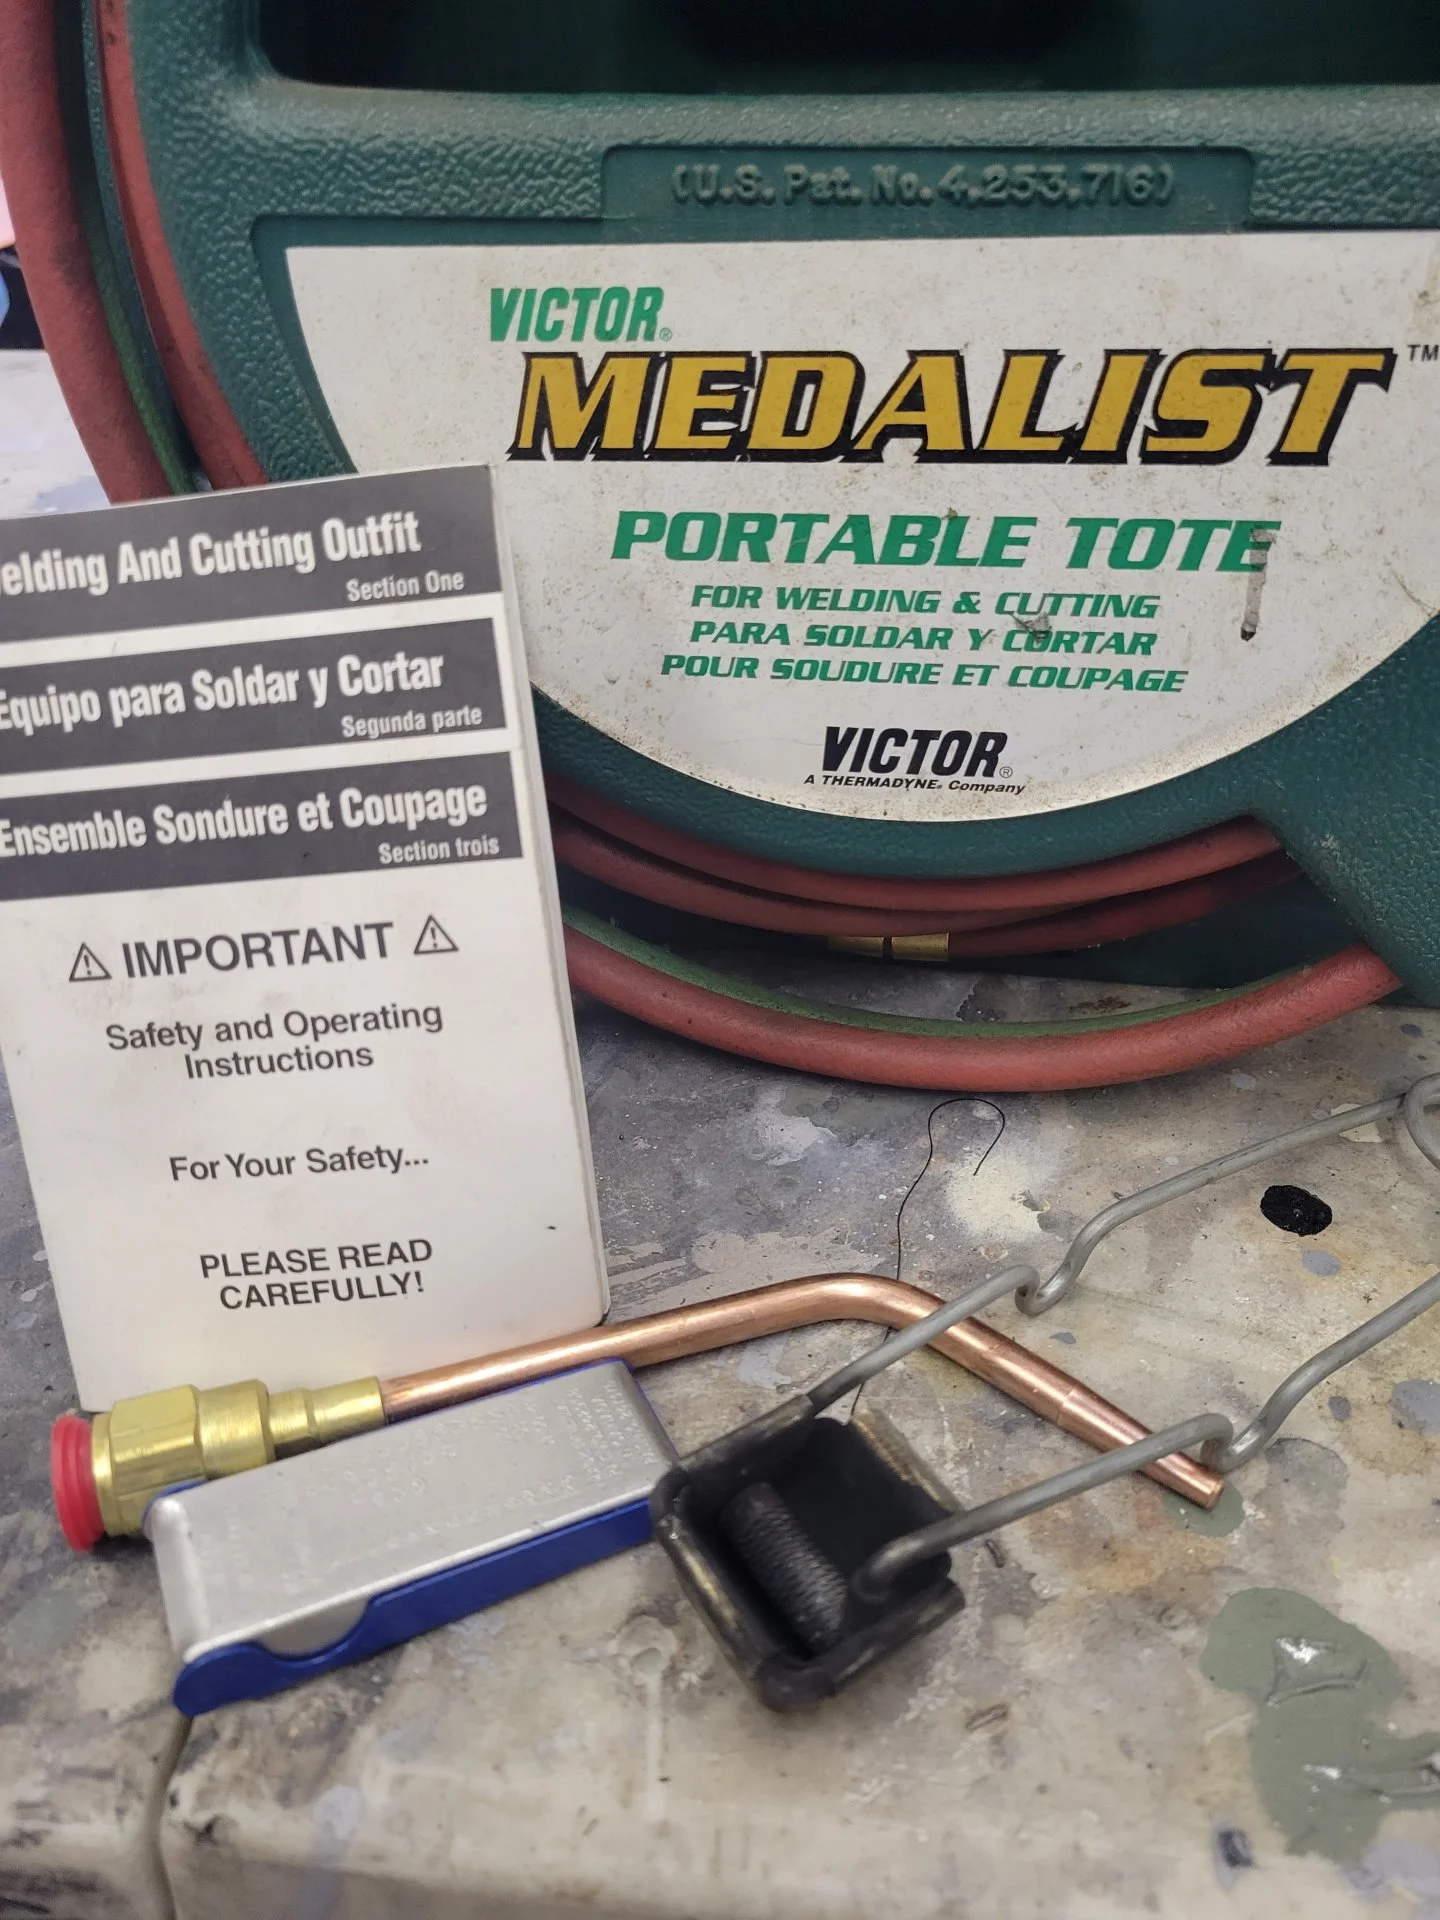 (U.S. Pat. No. 4,253,716)
VICTOR®
MEDALIST™
PORTABLE TOTE
FOR WELDING & CUTTING
PARA SOLDAR Y CORTAR
POUR SOUDURE ET COUPAGE
VICTOR®
A THERMADYNE® Company
elding And Cutting Outfit
Section One
Equipo para Soldar y Cortar
Segunda parte
Ensemble Sondure et Coupage
Section trois
⚠ IMPORTANT ⚠
Safety and Operating
Instructions
For Your Safety...
PLEASE READ
CAREFULLY!